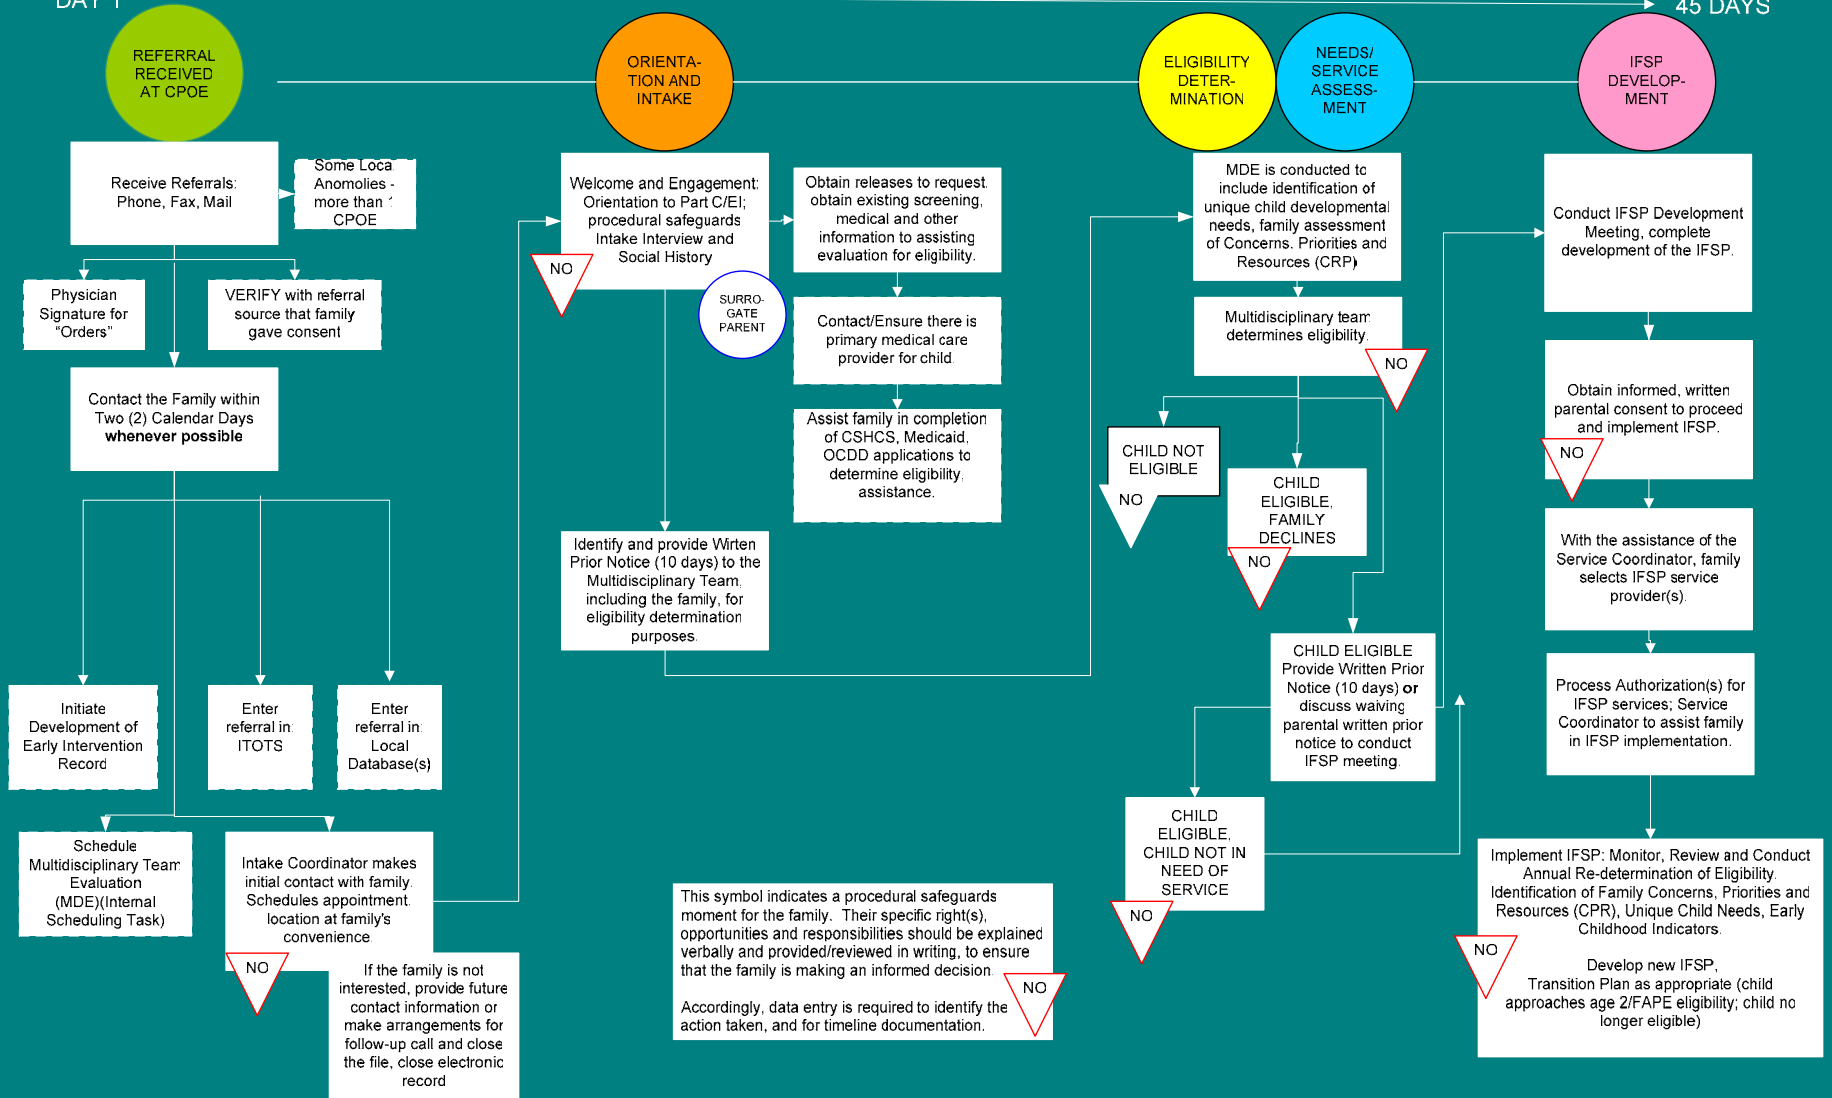 DAY 1
45 DAYS
REFERRAL
RECEIVED
AT CPOE
ORIENTA-
TION AND
INTAKE
ELIGIBILITY
DETER-
MINATION
NEEDS/
SERVICE
ASSESS-
MENT
IFSP
DEVELOP-
MENT
Receive Referrals:
Phone, Fax, Mail
Some Loca
Anomolies -
more than 1
CPOE
Physician
Signature for
“Orders”
VERIFY with referral
source that family
gave consent
Contact the Family within
Two (2) Calendar Days
whenever possible
Initiate
Development of
Early Intervention
Record
Enter
referral in:
ITOTS
Enter
referral in:
Local
Database(s)
Schedule
Multidisciplinary Team
Evaluation
(MDE)(Internal
Scheduling Task)
Intake Coordinator makes
initial contact with family.
Schedules appointment,
location at family's
convenience.
NO
If the family is not
interested, provide future
contact information or
make arrangements for
follow-up call and close
the file, close electronic
record
Welcome and Engagement:
Orientation to Part C/EI;
procedural safeguards
Intake Interview and
Social History
NO
SURRO-
GATE
PARENT
Obtain releases to request,
obtain existing screening,
medical and other
information to assisting
evaluation for eligibility.
Contact/Ensure there is
primary medical care
provider for child.
Assist family in completion
of CSHCS, Medicaid,
OCDD applications to
determine eligibility,
assistance.
Identify and provide Wirten
Prior Notice (10 days) to the
Multidisciplinary Team,
including the family, for
eligibility determination
purposes.
This symbol indicates a procedural safeguards
moment for the family.  Their specific right(s),
opportunities and responsibilities should be explained
verbally and provided/reviewed in writing, to ensure
that the family is making an informed decision.
Accordingly, data entry is required to identify the
action taken, and for timeline documentation.
NO
MDE is conducted to
include identification of
unique child developmental
needs, family assessment
of Concerns. Priorities and
Resources (CRP)
Multidisciplinary team
determines eligibility.
NO
CHILD NOT
ELIGIBLE
NO
CHILD
ELIGIBLE,
FAMILY
DECLINES
NO
CHILD ELIGIBLE
Provide Written Prior
Notice (10 days) or
discuss waiving
parental written prior
notice to conduct
IFSP meeting.
CHILD
ELIGIBLE,
CHILD NOT IN
NEED OF
SERVICE
NO
Conduct IFSP Development
Meeting, complete
development of the IFSP.
Obtain informed, written
parental consent to proceed
and implement IFSP.
NO
With the assistance of the
Service Coordinator, family
selects IFSP service
provider(s).
Process Authorization(s) for
IFSP services; Service
Coordinator to assist family
in IFSP implementation.
Implement IFSP: Monitor, Review and Conduct
Annual Re-determination of Eligibility.
Identification of Family Concerns, Priorities and
Resources (CPR), Unique Child Needs, Early
Childhood Indicators.
NO
Develop new IFSP,
Transition Plan as appropriate (child
approaches age 2/FAPE eligibility; child no
longer eligible)